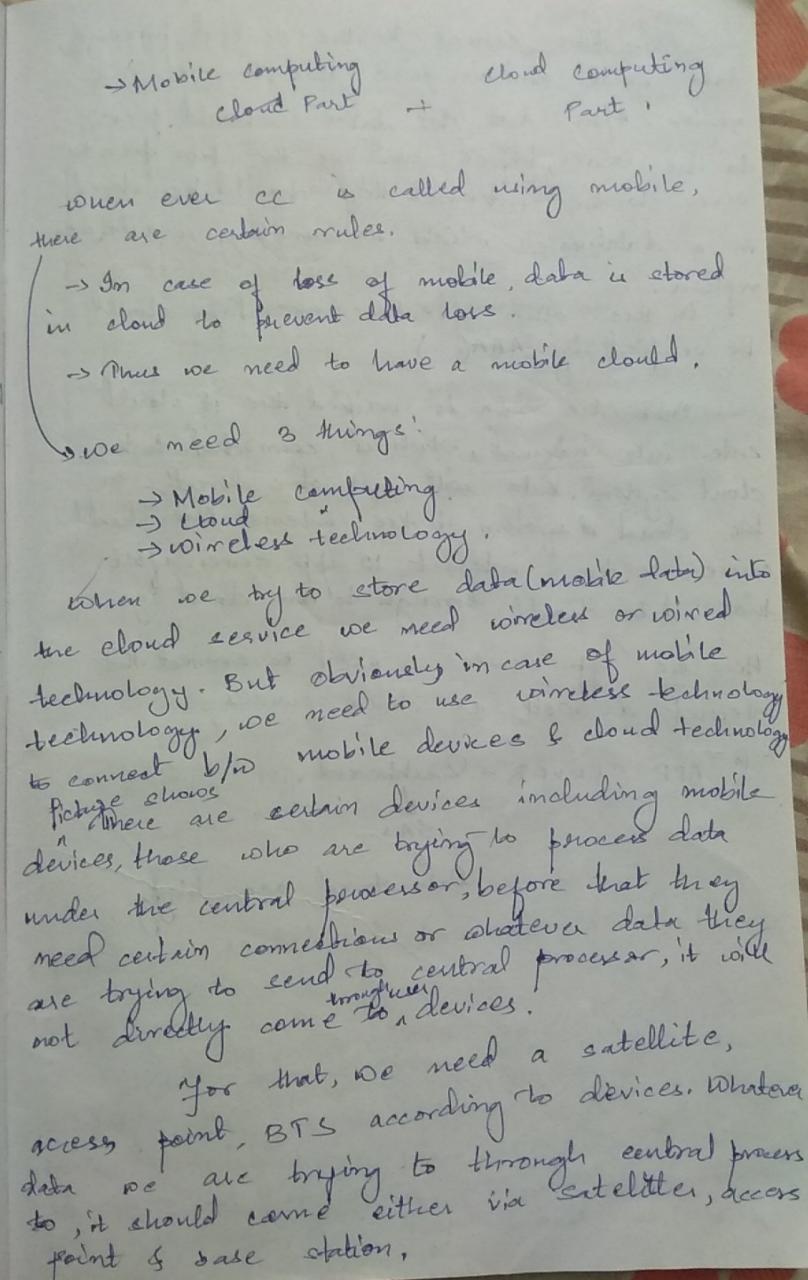 → Mobile computing cloud computing
cloud Part + Part.
when ever cc is called using mobile,
there are certain rules.
→ In case of loss of mobile, data is stored
in cloud to prevent data loss.
→ Thus we need to have a mobile clould.
we need 3 things:
→ Mobile computing.
→ Cloud
→ wireless technology.
When we try to store data (mobile data) into
the cloud service we need wireless or wired
technology. But obviously in case of mobile
technology, we need to use wireless technology
to connect b/w mobile devices & cloud technology
Picture shows
There are certain devices including mobile
devices, those who are trying to process data
under the central processor, before that they
need certain connections or whatever data they
are trying to send to central processor, it will
not directly come to through user devices.
For that, we need a satellite,
access point, BTS according to devices. Whatever
data we are trying to through central process
to, it should come either via satelitter, access
point & base station.